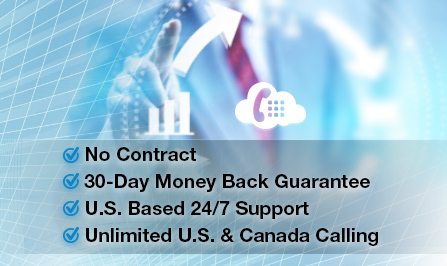 No Contract
30-Day Money Back Guarantee
U.S. Based 24/7 Support
Unlimited U.S. & Canada Calling